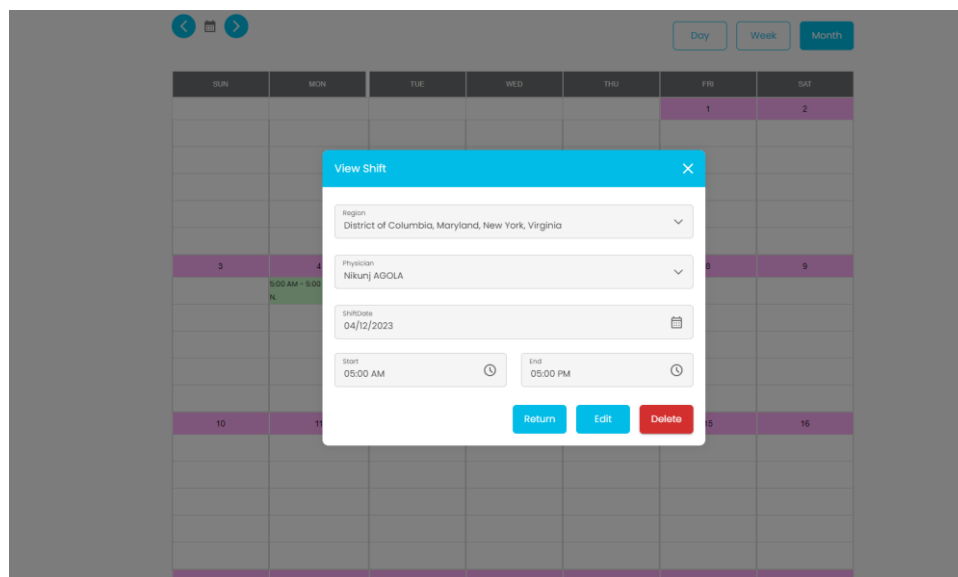 Day Week Month
SUN MON TUE WED THU FRI SAT
1 2
View Shift
Region
District of Columbia, Maryland, New York, Virginia
3 4 8 9
Physician
Nikunj AGOLA
5:00 AM - 5:00
N.
ShiftDate
04/12/2023
Start End
05:00 AM 05:00 PM
Return Edit Delete
10 11 15 16